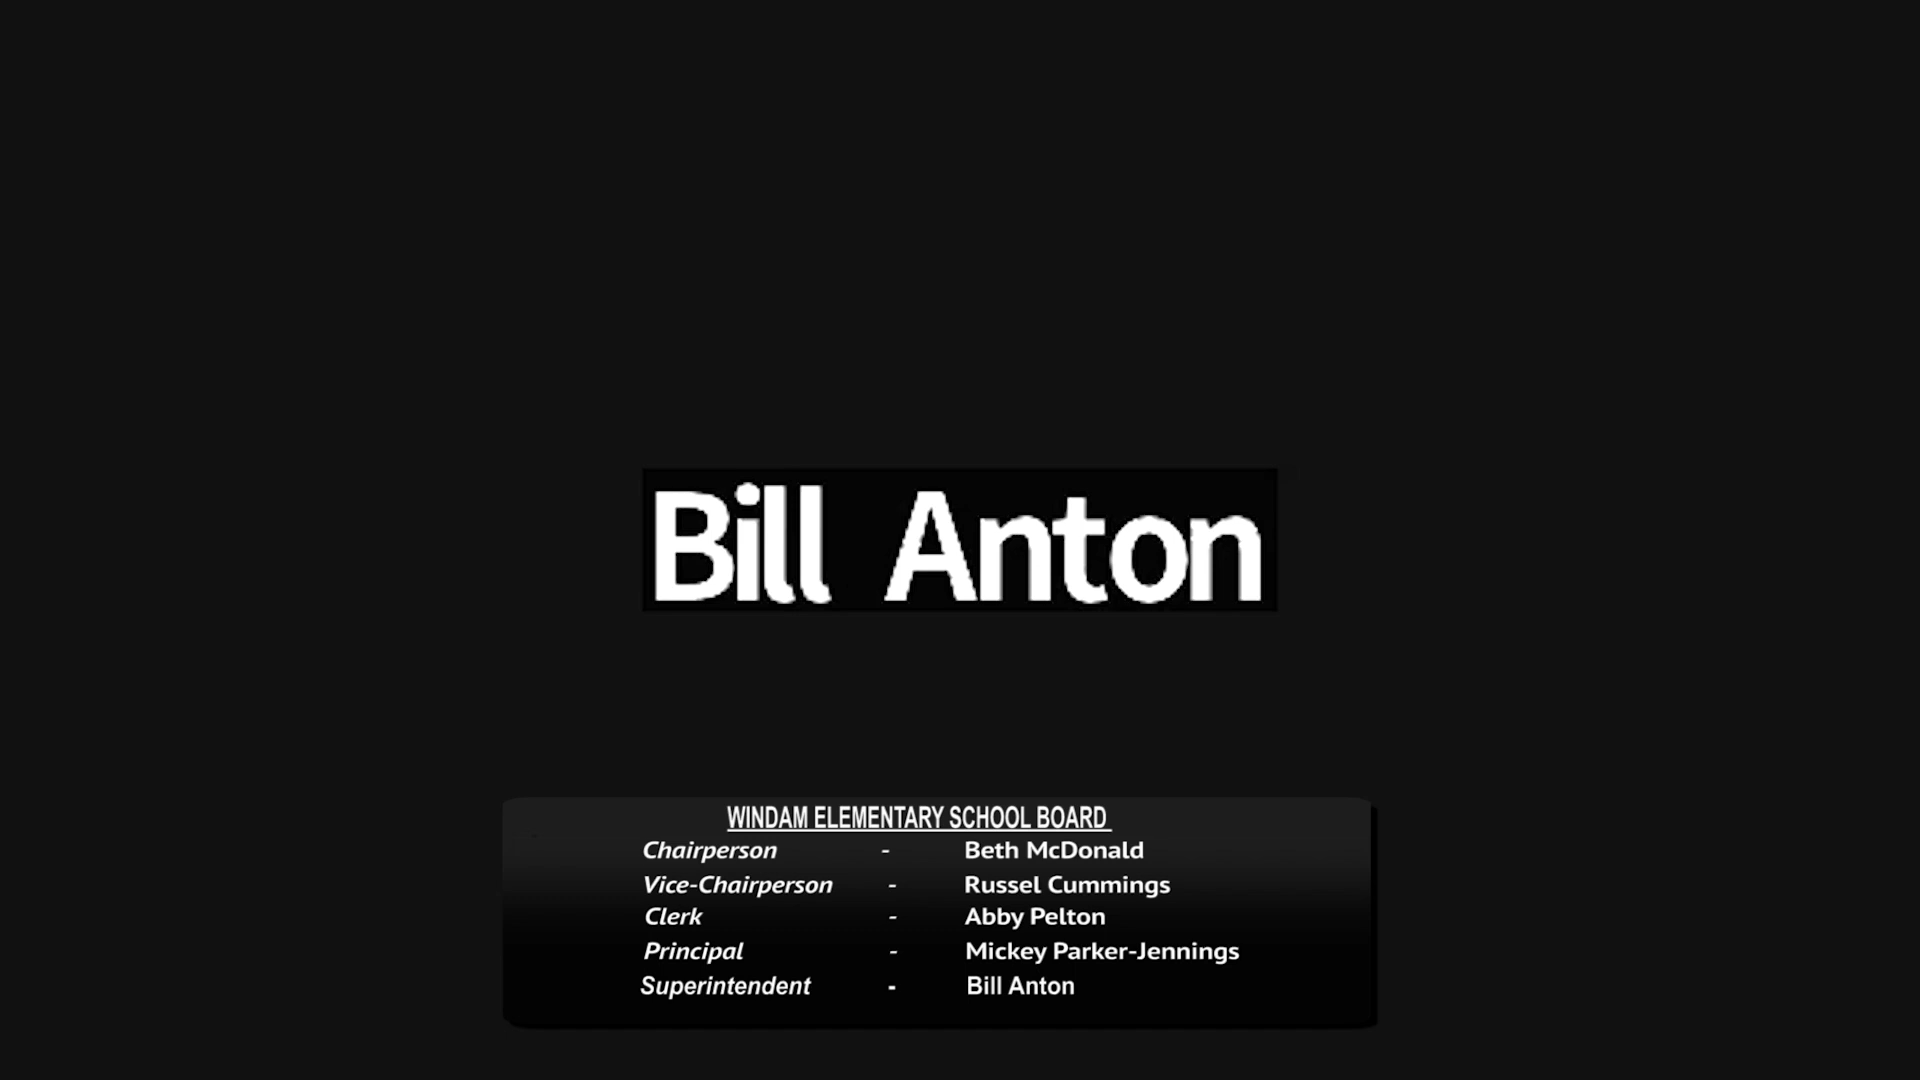 Bill Anton
WINDAM ELEMENTARY SCHOOL BOARD
Chairperson - Beth McDonald
Vice-Chairperson - Russel Cummings
Clerk - Abby Pelton
Principal - Mickey Parker-Jennings
Superintendent - Bill Anton